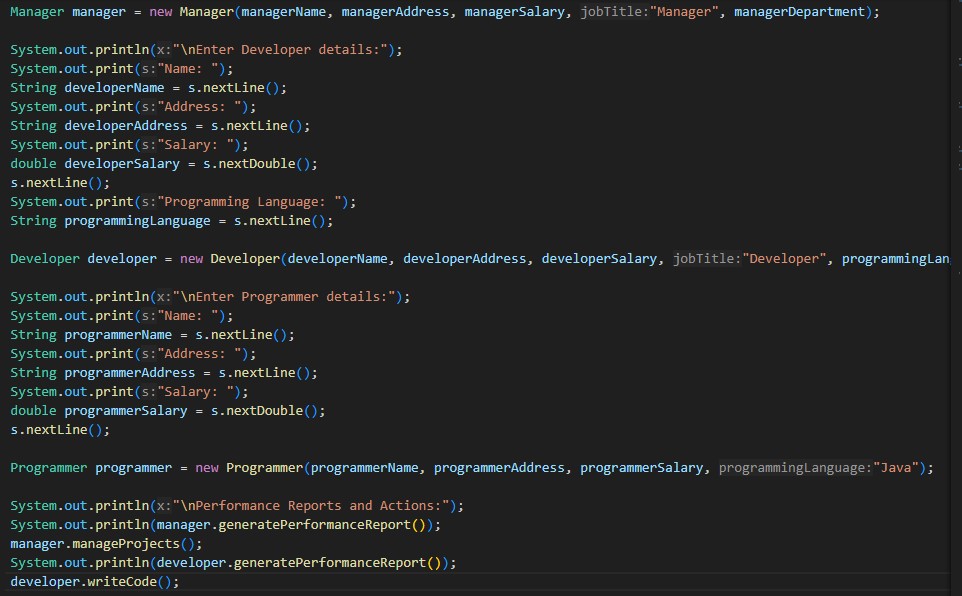 Manager manager = new Manager(managerName, managerAddress, managerSalary, jobTitle:"Manager", managerDepartment);
System.out.println(x:"\nEnter Developer details:");
System.out.print(s:"Name: ");
String developerName = s.nextLine();
System.out.print(s:"Address: ");
String developerAddress = s.nextLine();
System.out.print(s:"Salary: ");
double developerSalary = s.nextDouble();
s.nextLine();
System.out.print(s:"Programming Language: ");
String programmingLanguage = s.nextLine();
Developer developer = new Developer(developerName, developerAddress, developerSalary, jobTitle:"Developer", programmingLan
System.out.println(x:"\nEnter Programmer details:");
System.out.print(s:"Name: ");
String programmerName = s.nextLine();
System.out.print(s:"Address: ");
String programmerAddress = s.nextLine();
System.out.print(s:"Salary: ");
double programmerSalary = s.nextDouble();
s.nextLine();
Programmer programmer = new Programmer(programmerName, programmerAddress, programmerSalary, programmingLanguage:"Java");
System.out.println(x:"\nPerformance Reports and Actions:");
System.out.println(manager.generatePerformanceReport());
manager.manageProjects();
System.out.println(developer.generatePerformanceReport());
developer.writeCode();